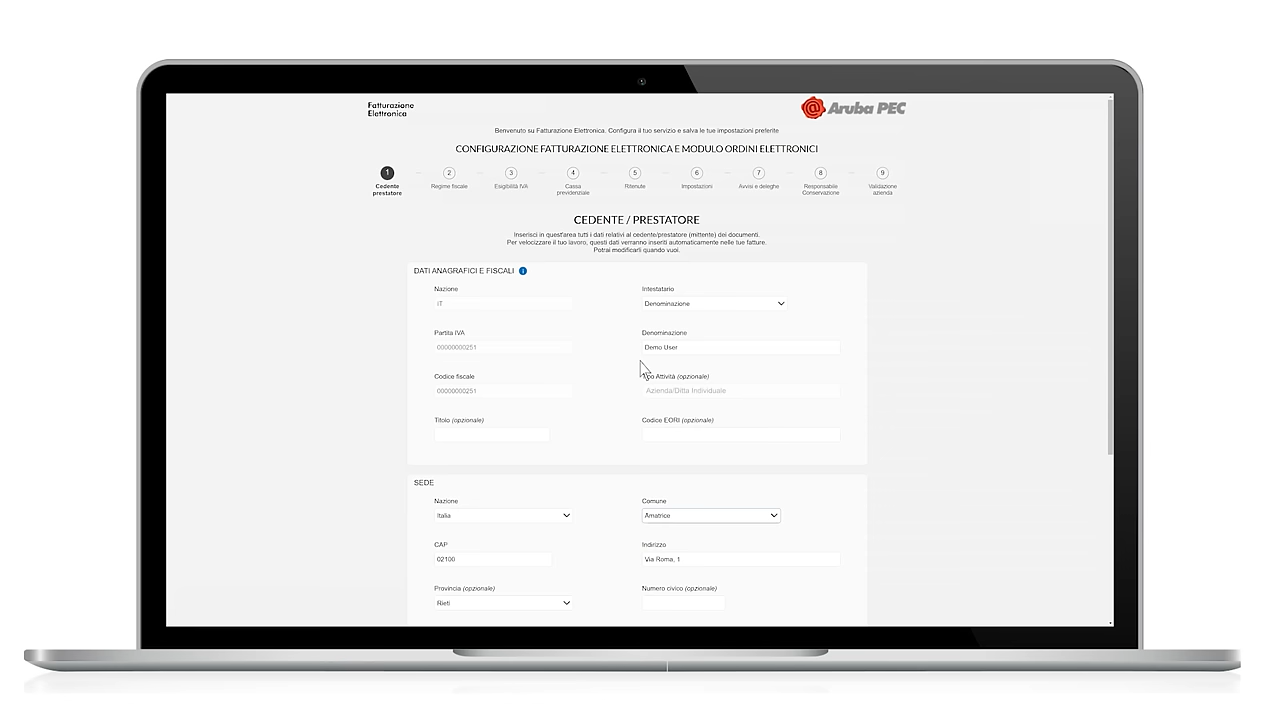 Fatturazione
Elettronica
Aruba PEC
Benvenuto su Fatturazione Elettronica. Configura il tuo servizio e salva le tue impostazioni preferite
CONFIGURAZIONE FATTURAZIONE ELETTRONICA E MODULO ORDINI ELETTRONICI
1 2 3 4 5 6 7 8 9
Cedente prestatore
Regime fiscale
Esigibilità IVA
Cassa previdenziale
Ritenute
Impostazioni
Avvisi e deleghe
Responsabile Conservazione
Validazione azienda
CEDENTE / PRESTATORE
Inserisci in quest'area tutti i dati relativi al cedente/prestatore (mittente) dei documenti.
Per velocizzare il tuo lavoro, questi dati verranno inseriti automaticamente nelle tue fatture.
Potrai modificarli quando vuoi.
DATI ANAGRAFICI E FISCALI
Nazione Intestatario
IT Denominazione
Partita IVA Denominazione
00000000251 Demo User
Codice fiscale Attività (opzionale)
00000000251 Azienda/Ditta Individuale
Titolo (opzionale) Codice EORI (opzionale)
SEDE
Nazione Comune
Italia Amatrice
CAP Indirizzo
02100 Via Roma, 1
Provincia (opzionale) Numero civico (opzionale)
Rieti